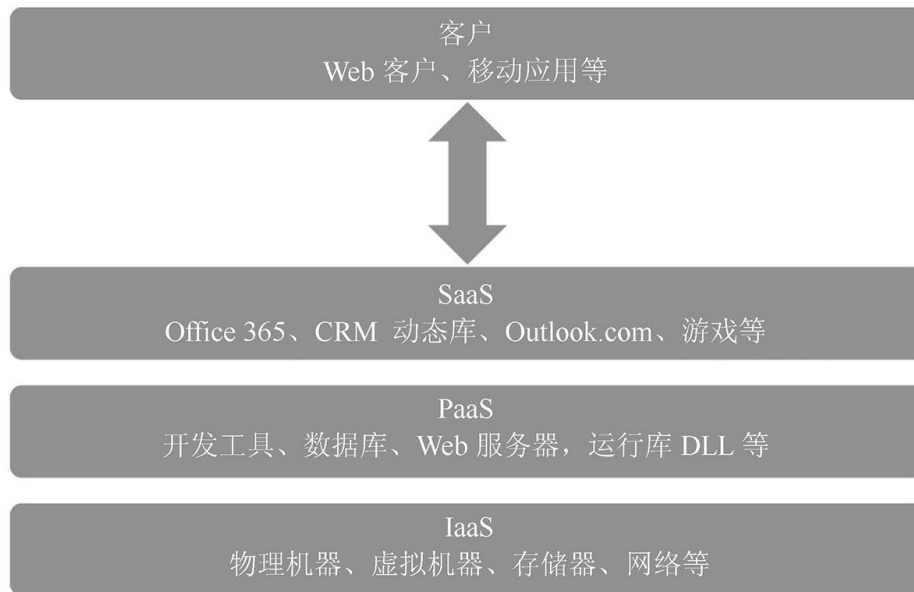 客户
Web 客户、移动应用等
SaaS
Office 365、CRM 动态库、Outlook.com、游戏等
PaaS
开发工具、数据库、Web 服务器，运行库 DLL 等
IaaS
物理机器、虚拟机器、存储器、网络等